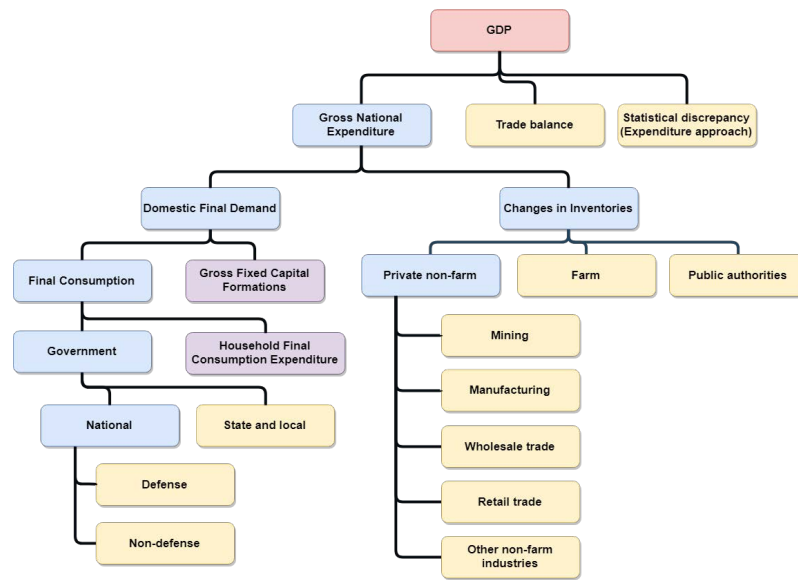 GDP
Gross National
Expenditure
Trade balance
Statistical discrepancy
(Expenditure approach)
Domestic Final Demand
Changes in Inventories
Final Consumption
Gross Fixed Capital
Formations
Private non-farm
Farm
Public authorities
Government
Household Final
Consumption Expenditure
Mining
Manufacturing
National
State and local
Wholesale trade
Defense
Retail trade
Non-defense
Other non-farm
industries